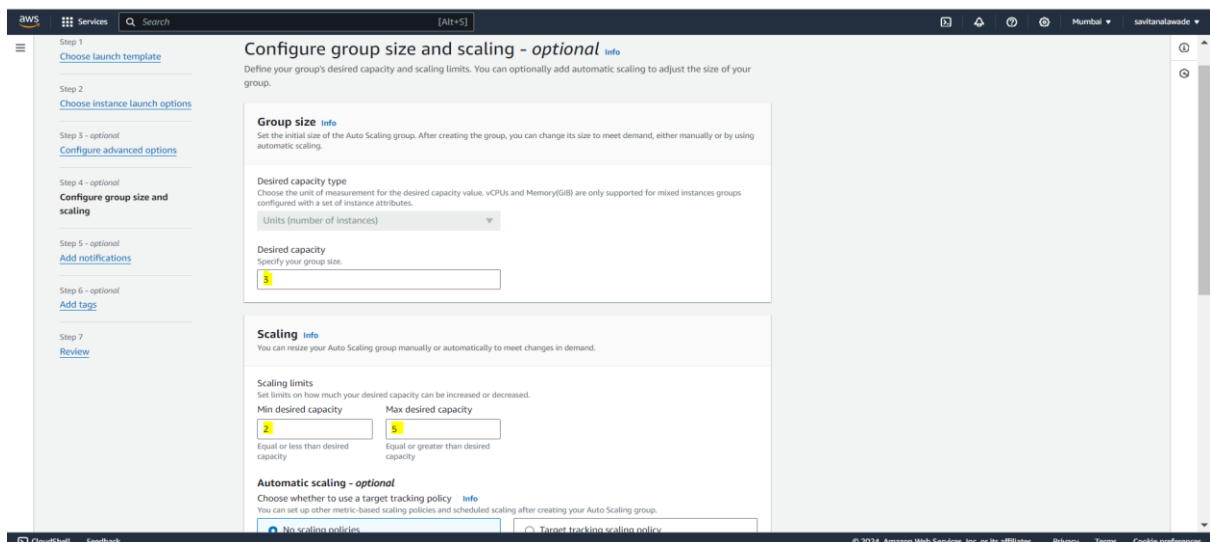 aws
Services
Search
[Alt+S]
Mumbai
savitanalawade
Step 1
Choose launch template
Step 2
Choose instance launch options
Step 3 - optional
Configure advanced options
Step 4 - optional
Configure group size and
scaling
Step 5 - optional
Add notifications
Step 6 - optional
Add tags
Step 7
Review
Configure group size and scaling - optional Info
Define your group's desired capacity and scaling limits. You can optionally add automatic scaling to adjust the size of your
group.
Group size Info
Set the initial size of the Auto Scaling group. After creating the group, you can change its size to meet demand, either manually or by using
automatic scaling.
Desired capacity type
Choose the unit of measurement for the desired capacity value. vCPUs and Memory(GiB) are only supported for mixed instances groups
configured with a set of instance attributes.
Units (number of instances)
Desired capacity
Specify your group size.
3
Scaling Info
You can resize your Auto Scaling group manually or automatically to meet changes in demand.
Scaling limits
Set limits on how much your desired capacity can be increased or decreased.
Min desired capacity
Max desired capacity
2
5
Equal or less than desired
capacity
Equal or greater than desired
capacity
Automatic scaling - optional
Choose whether to use a target tracking policy Info
You can set up other metric-based scaling policies and scheduled scaling after creating your Auto Scaling group.
No scaling policies
Target tracking scaling policy
CloudShell
Feedback
© 2024, Amazon Web Services, Inc. or its affiliates.
Privacy
Terms
Cookie preferences